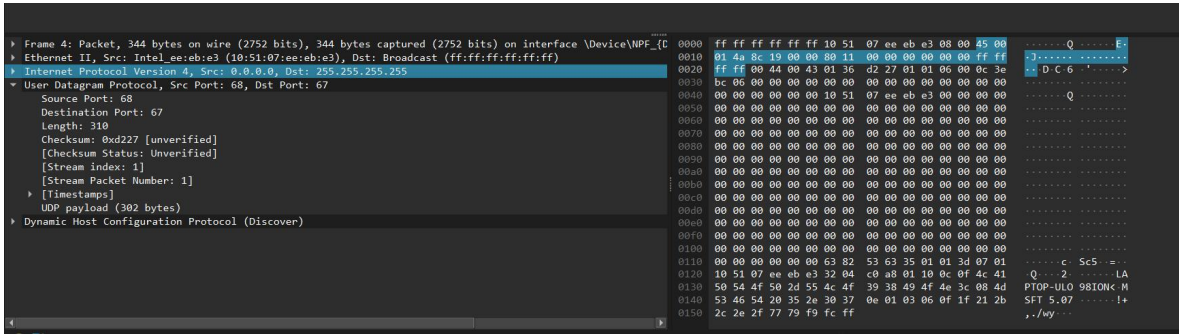 Frame 4: Packet, 344 bytes on wire (2752 bits), 344 bytes captured (2752 bits) on interface \Device\NPF_{D
Ethernet II, Src: Intel_ee:eb:e3 (10:51:07:ee:eb:e3), Dst: Broadcast (ff:ff:ff:ff:ff:ff)
Internet Protocol Version 4, Src: 0.0.0.0, Dst: 255.255.255.255
User Datagram Protocol, Src Port: 68, Dst Port: 67
Source Port: 68
Destination Port: 67
Length: 310
Checksum: 0xd227 [unverified]
[Checksum Status: Unverified]
[Stream index: 1]
[Stream Packet Number: 1]
[Timestamps]
UDP payload (302 bytes)
Dynamic Host Configuration Protocol (Discover)
0000 ff ff ff ff ff ff 10 51 07 ee eb e3 08 00 45 00 ·······Q ······E·
0010 01 4a 8c 19 00 00 80 11 00 00 00 00 00 00 ff ff ·J······ ········
0020 ff ff 00 44 00 43 01 36 d2 27 01 01 06 00 0c 3e ···D·C·6 ·'·····>
0030 bc 06 00 00 00 00 00 00 00 00 00 00 00 00 00 00 ········ ········
0040 00 00 00 00 00 00 10 51 07 ee eb e3 00 00 00 00 ·······Q ········
0050 00 00 00 00 00 00 00 00 00 00 00 00 00 00 00 00 ········ ········
0060 00 00 00 00 00 00 00 00 00 00 00 00 00 00 00 00 ········ ········
0070 00 00 00 00 00 00 00 00 00 00 00 00 00 00 00 00 ········ ········
0080 00 00 00 00 00 00 00 00 00 00 00 00 00 00 00 00 ········ ········
0090 00 00 00 00 00 00 00 00 00 00 00 00 00 00 00 00 ········ ········
00a0 00 00 00 00 00 00 00 00 00 00 00 00 00 00 00 00 ········ ········
00b0 00 00 00 00 00 00 00 00 00 00 00 00 00 00 00 00 ········ ········
00c0 00 00 00 00 00 00 00 00 00 00 00 00 00 00 00 00 ········ ········
00d0 00 00 00 00 00 00 00 00 00 00 00 00 00 00 00 00 ········ ········
00e0 00 00 00 00 00 00 00 00 00 00 00 00 00 00 00 00 ········ ········
00f0 00 00 00 00 00 00 00 00 00 00 00 00 00 00 00 00 ········ ········
0100 00 00 00 00 00 00 00 00 00 00 00 00 00 00 00 00 ········ ········
0110 00 00 00 00 00 00 63 82 53 63 35 01 01 3d 07 01 ······c· Sc5··=··
0120 10 51 07 ee eb e3 32 04 c0 a8 01 10 0c 0f 4c 41 ·Q····2· ······LA
0130 50 54 4f 50 2d 55 4c 4f 39 38 49 4f 4e 3c 08 4d PTOP-ULO 98ION<·M
0140 53 46 54 20 35 2e 30 37 0e 01 03 06 0f 1f 21 2b SFT 5.07 ······!+
0150 2c 2e 2f 77 79 f9 fc ff ,./wy···